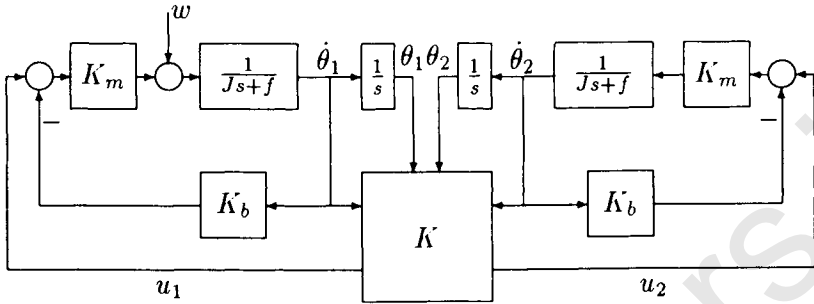 w
K_m
1/(Js+f)
θ̇_1
1/s
θ_1 θ_2
1/s
θ̇_2
1/(Js+f)
K_m
−
−
K_b
K
K_b
u_1
u_2